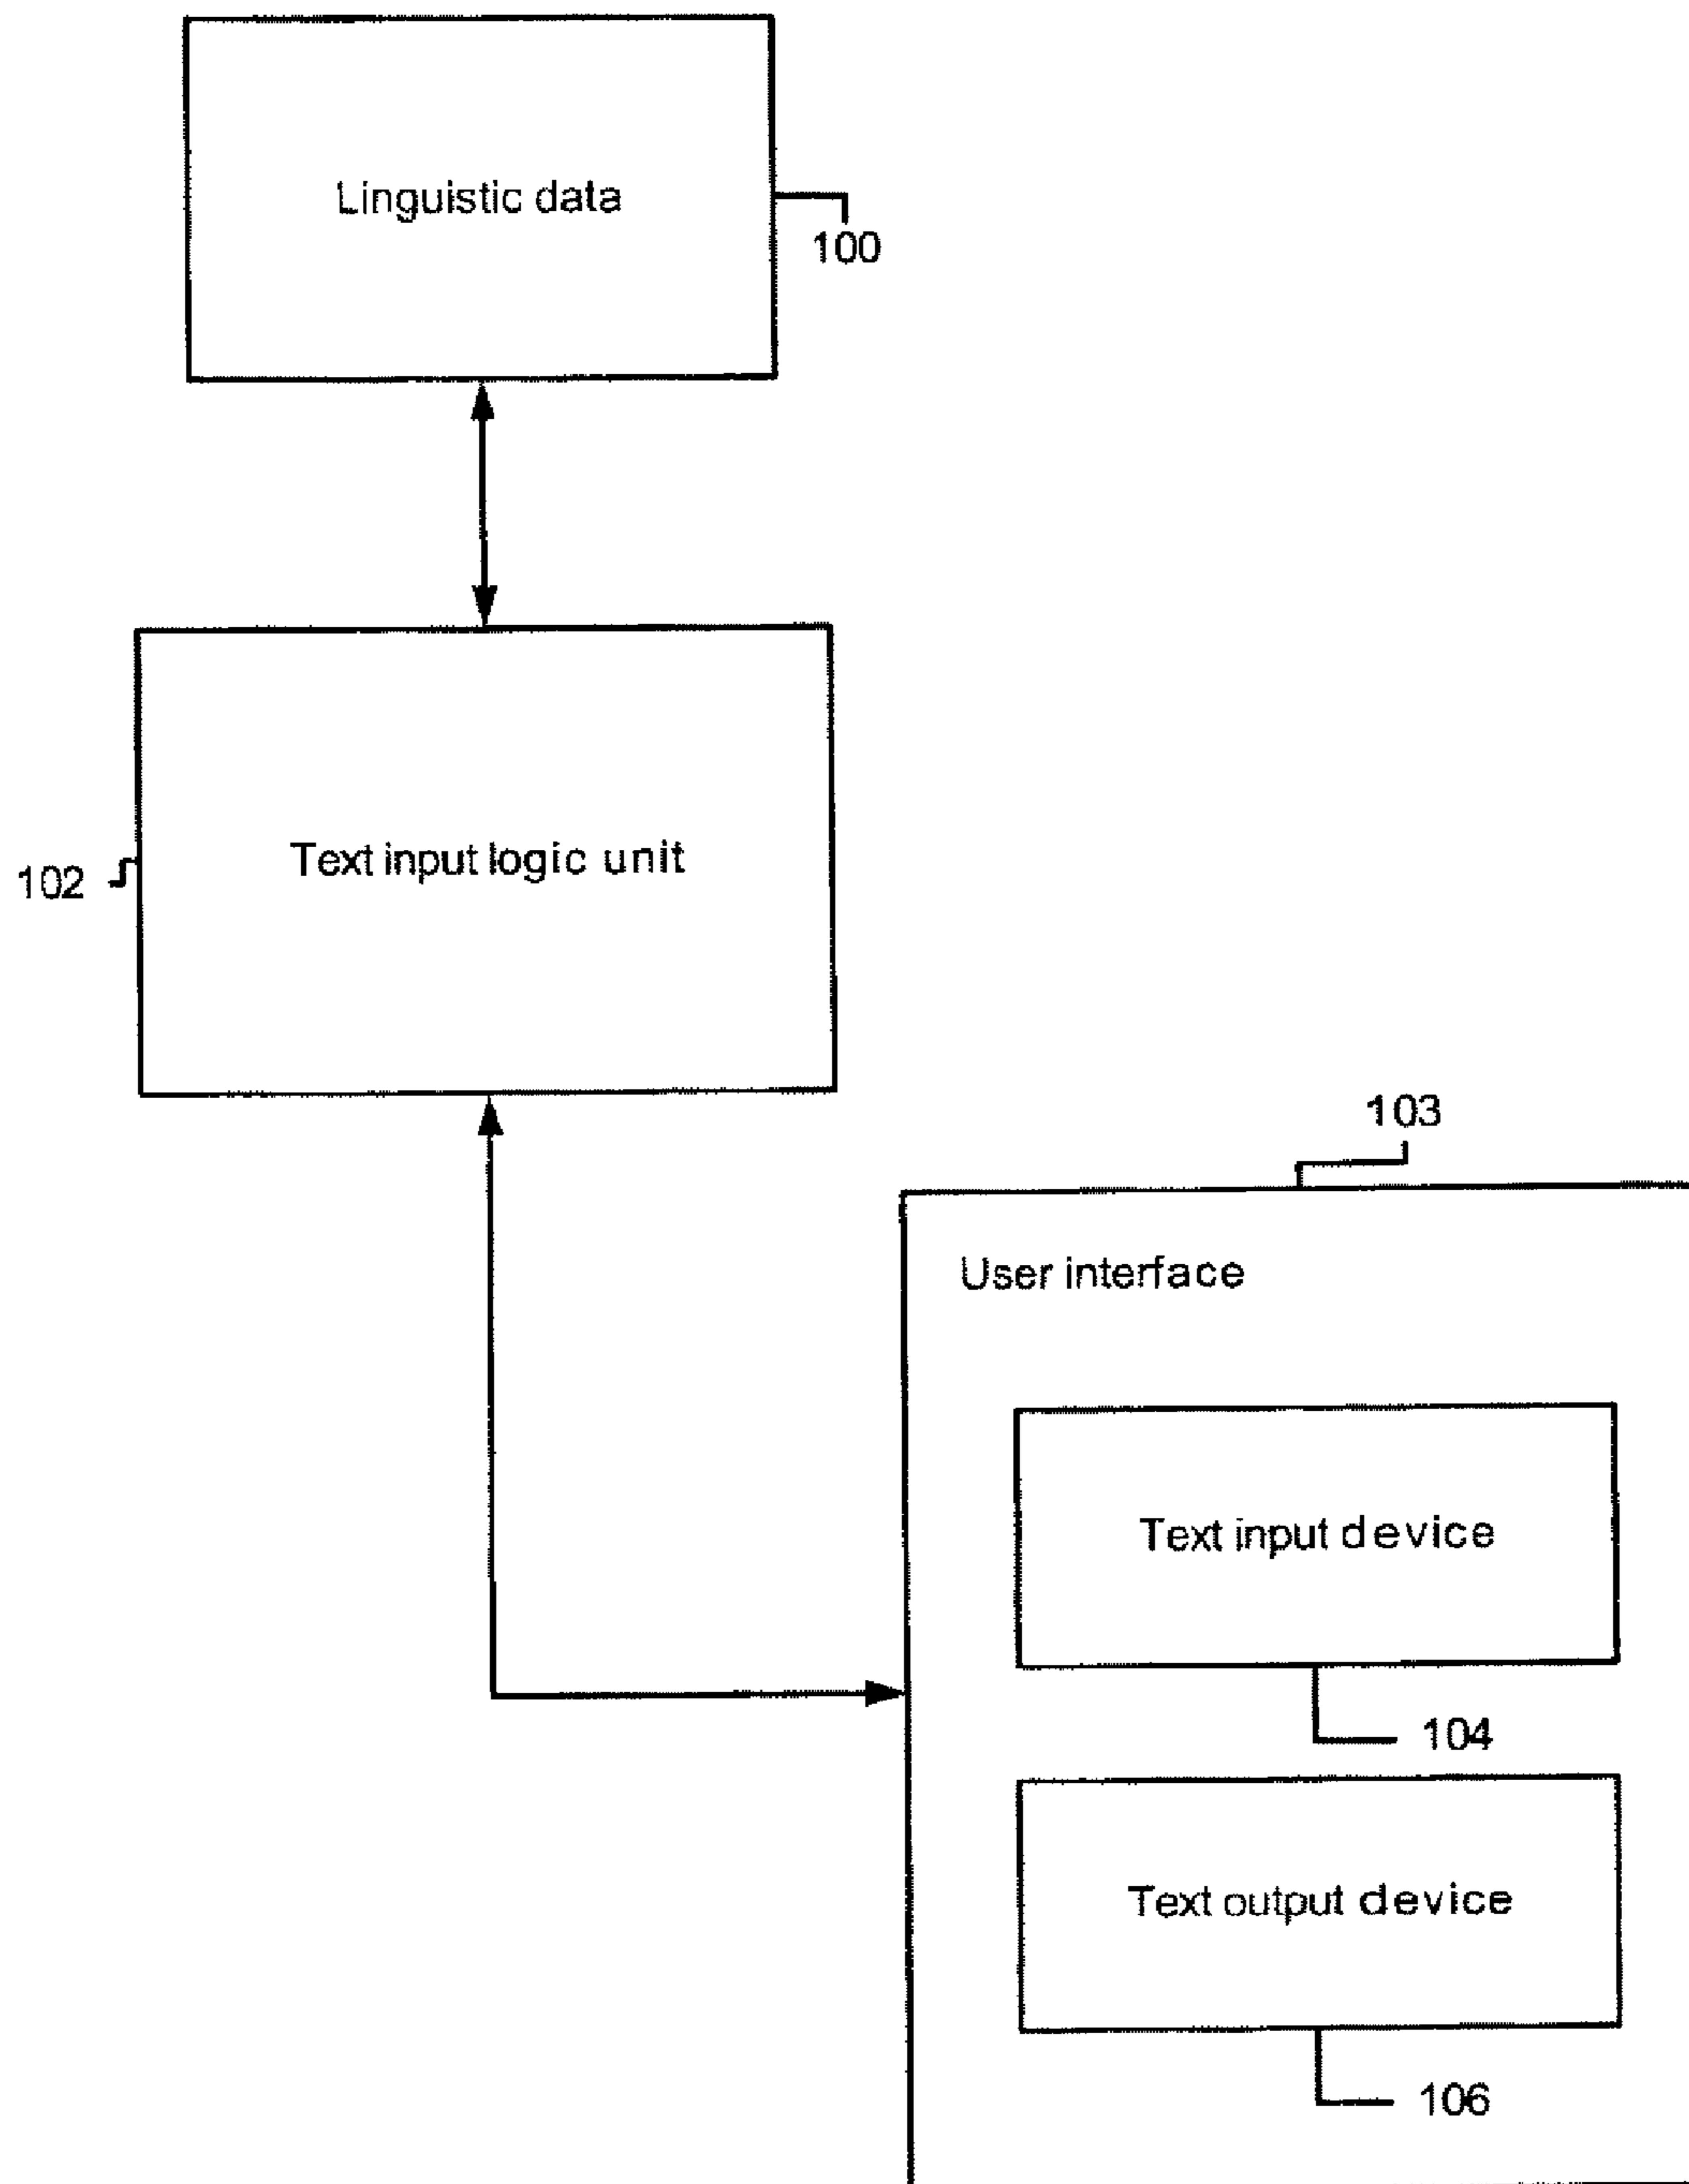 Linguistic data
100
Text input logic unit
102
103
User interface
Text input device
104
Text output device
106